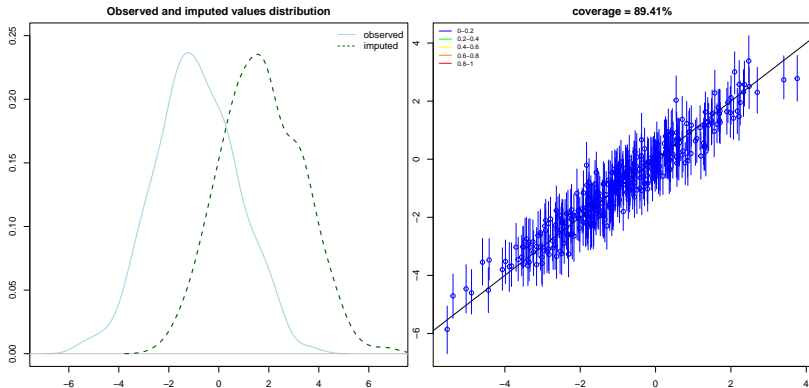 Observed and imputed values distribution
observed
imputed
0.25
0.20
0.15
0.10
0.05
0.00
−6 −4 −2 0 2 4 6
coverage = 89.41%
0−0.2
0.2−0.4
0.4−0.6
0.6−0.8
0.8−1
4
2
0
−2
−4
−6
−4 −2 0 2 4